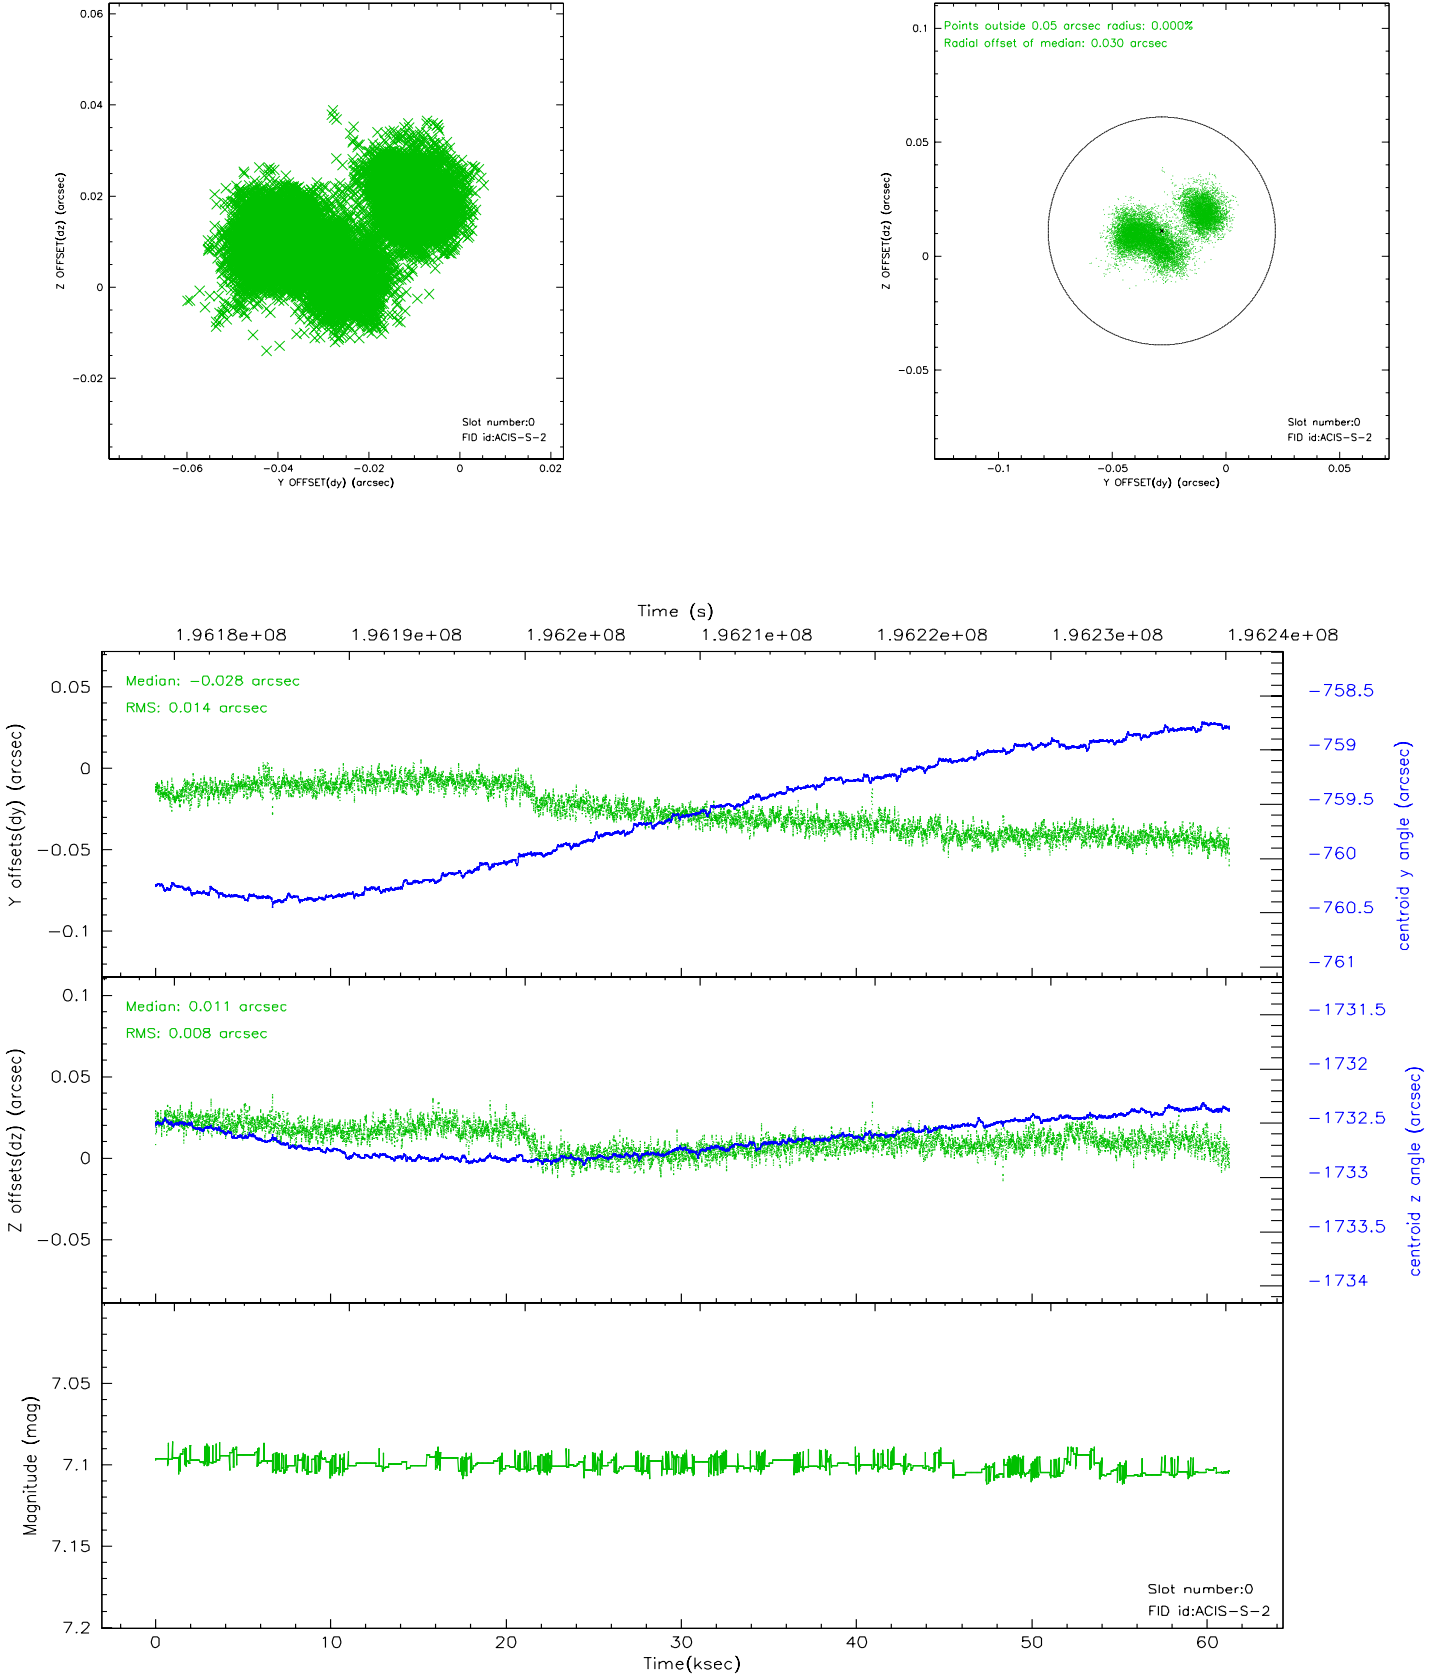 0.06
0.04
0.02
0
−0.02
Z OFFSET(dz) (arcsec)
Slot number:0
FID id:ACIS−S−2
−0.06 −0.04 −0.02 0 0.02
Y OFFSET(dy) (arcsec)
Points outside 0.05 arcsec radius: 0.000%
Radial offset of median: 0.030 arcsec
0.1
0.05
0
−0.05
Z OFFSET(dz) (arcsec)
Slot number:0
FID id:ACIS−S−2
−0.1 −0.05 0 0.05
Y OFFSET(dy) (arcsec)
Time (s)
1.9618e+08 1.9619e+08 1.962e+08 1.9621e+08 1.9622e+08 1.9623e+08 1.9624e+08
Median: −0.028 arcsec
RMS: 0.014 arcsec
0.05
0
−0.05
−0.1
Y offsets(dy) (arcsec)
−758.5
−759
−759.5
−760
−760.5
−761
centroid y angle (arcsec)
Median: 0.011 arcsec
RMS: 0.008 arcsec
0.1
0.05
0
−0.05
Z offsets(dz) (arcsec)
−1731.5
−1732
−1732.5
−1733
−1733.5
−1734
centroid z angle (arcsec)
7.05
7.1
7.15
7.2
Magnitude (mag)
Slot number:0
FID id:ACIS−S−2
0 10 20 30 40 50 60
Time(ksec)